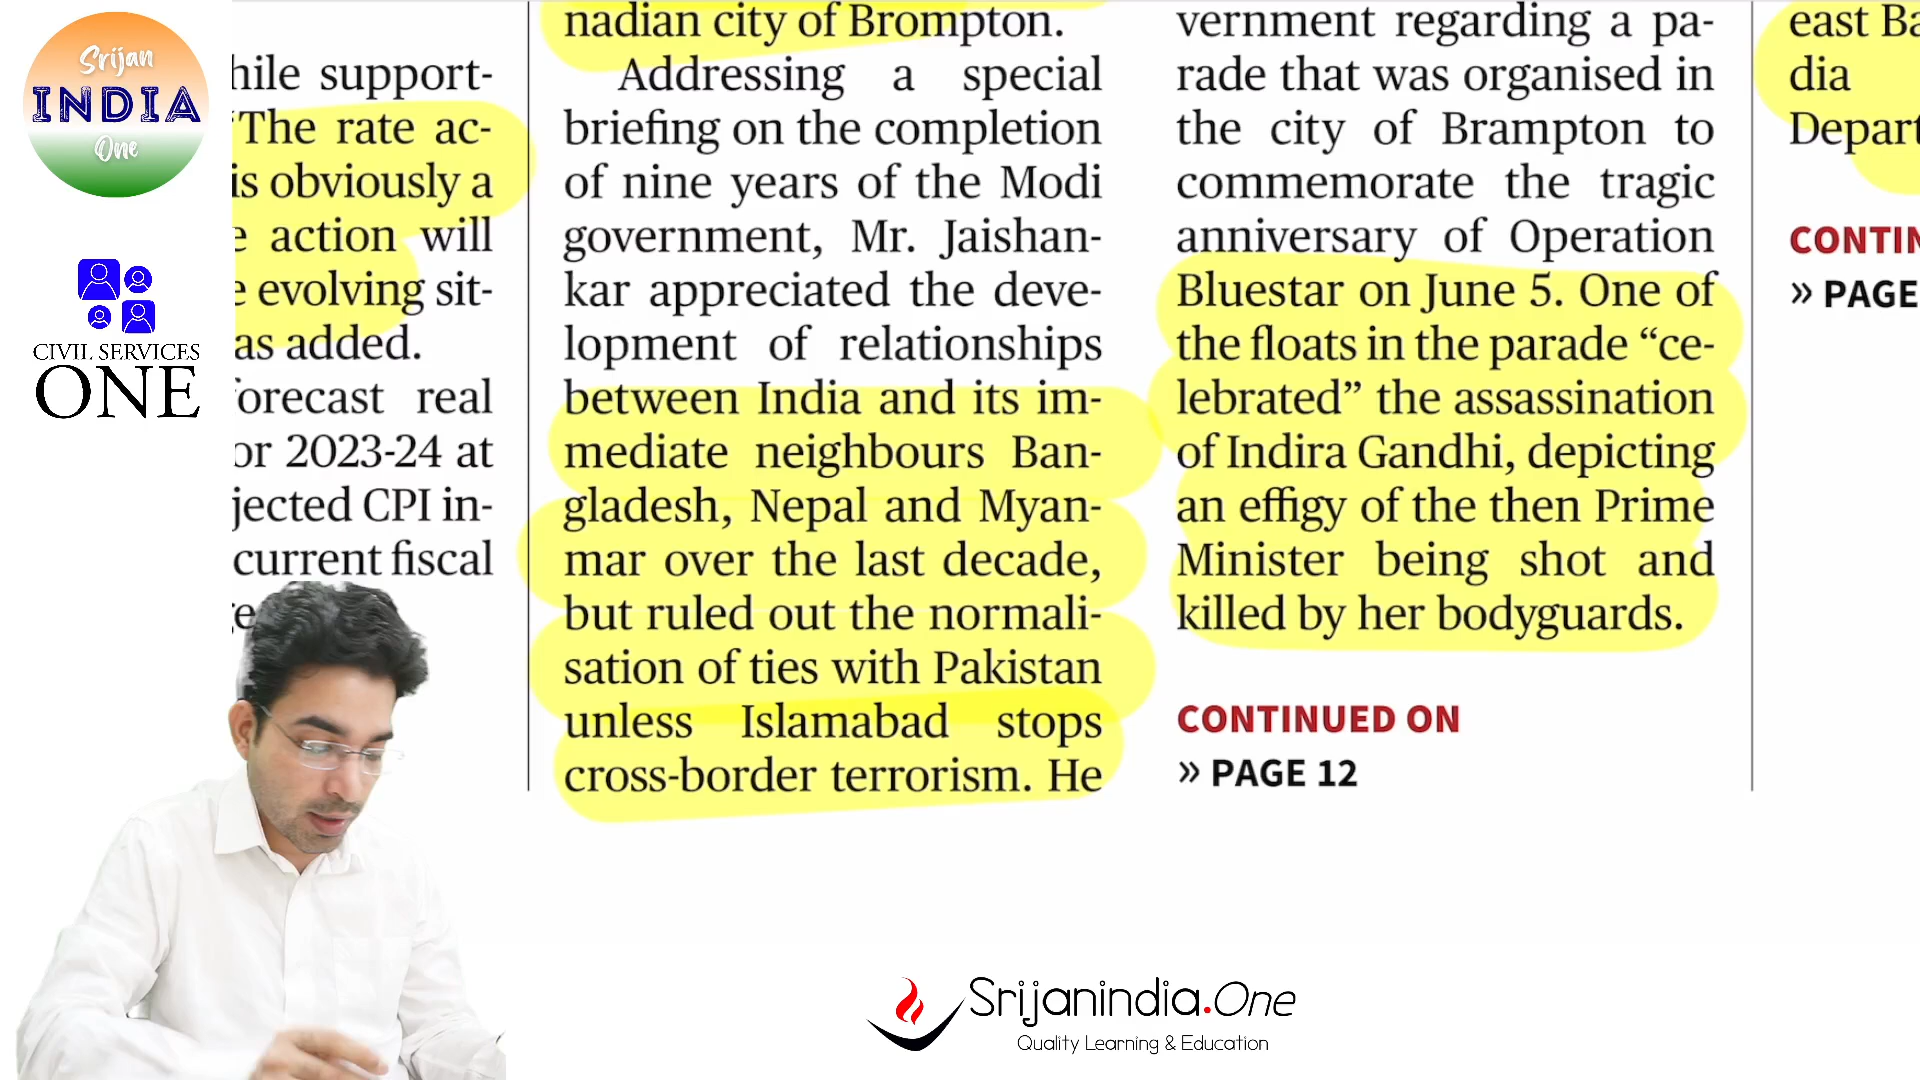 Srijan
INDIA
One
CIVIL SERVICES
ONE
hile support-
“The rate ac-
is obviously a
e action will
e evolving sit-
as added.
forecast real
or 2023-24 at
jected CPI in-
current fiscal
nadian city of Brompton.
Addressing a special
briefing on the completion
of nine years of the Modi
government, Mr. Jaishan-
kar appreciated the deve-
lopment of relationships
between India and its im-
mediate neighbours Ban-
gladesh, Nepal and Myan-
mar over the last decade,
but ruled out the normali-
sation of ties with Pakistan
unless Islamabad stops
cross-border terrorism. He
vernment regarding a pa-
rade that was organised in
the city of Brampton to
commemorate the tragic
anniversary of Operation
Bluestar on June 5. One of
the floats in the parade “ce-
lebrated” the assassination
of Indira Gandhi, depicting
an effigy of the then Prime
Minister being shot and
killed by her bodyguards.
CONTINUED ON
» PAGE 12
east Ba
dia
Depart
CONTIN
» PAGE
Srijanindia.One
Quality Learning & Education